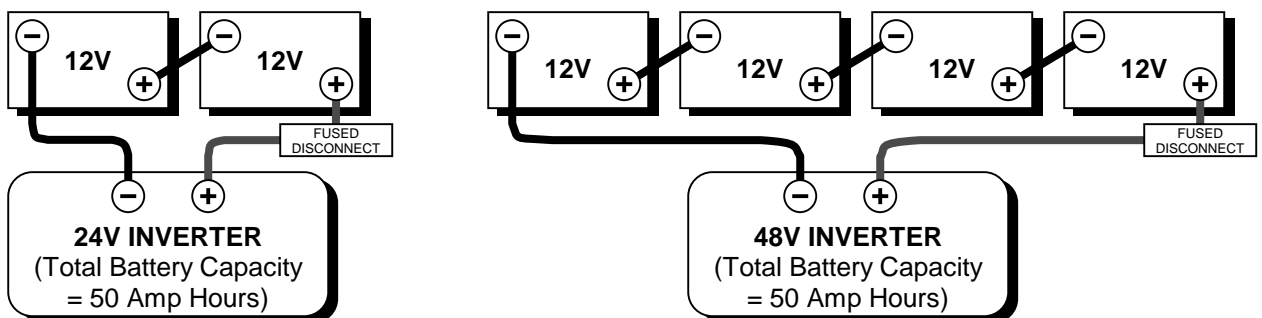 − 12V + − 12V +
FUSED
DISCONNECT
− +
24V INVERTER
(Total Battery Capacity
= 50 Amp Hours)
− 12V + − 12V + − 12V + − 12V +
FUSED
DISCONNECT
− +
48V INVERTER
(Total Battery Capacity
= 50 Amp Hours)